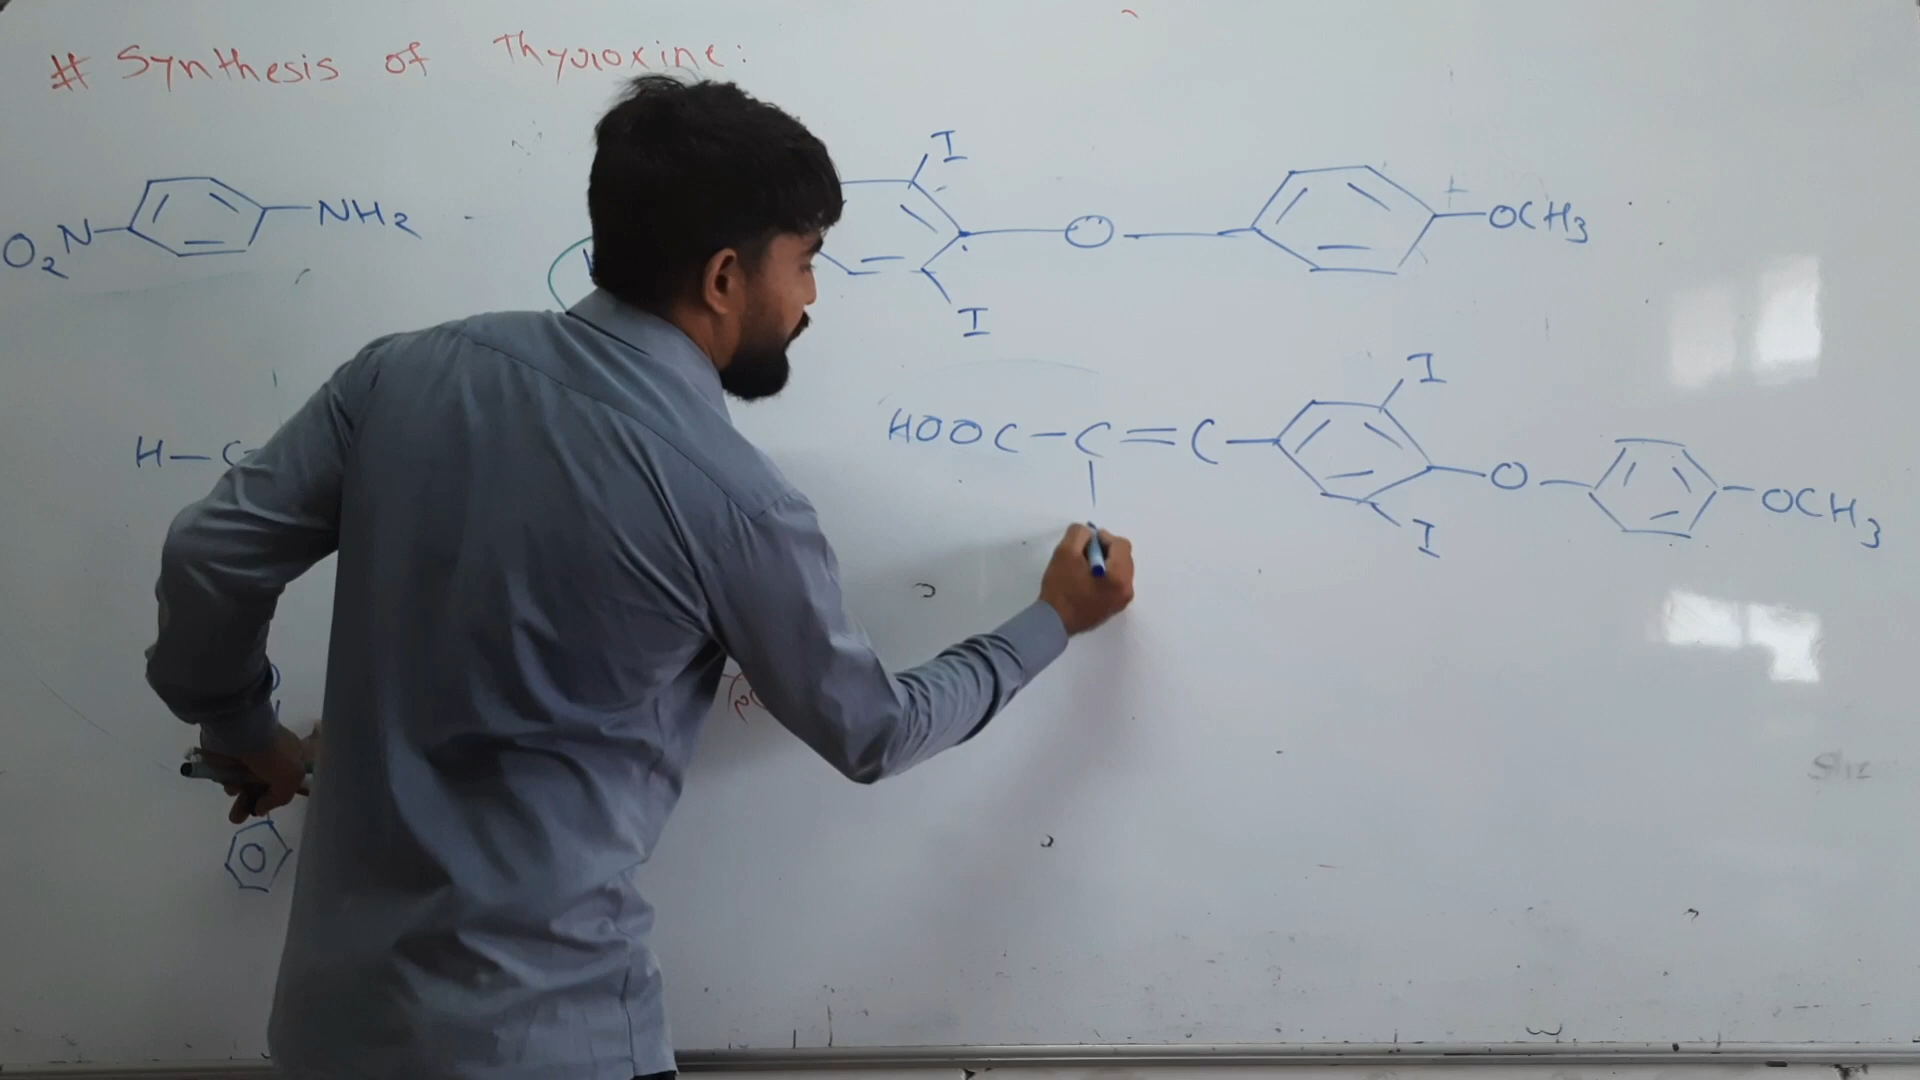 # Synthesis of Thyroxine:
O2N NH2
I
I
O
OCH3
H-C
HOOC-C=C
I
I
O
OCH3